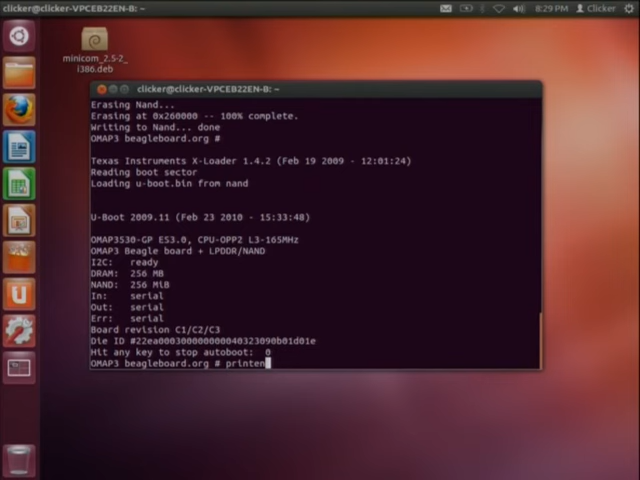 clicker@clicker-VPCEB22EN-B: ~
8:29 PM
Clicker
minicom_2.5-2_
i386.deb
clicker@clicker-VPCEB22EN-B: ~
Erasing Nand...
Erasing at 0x260000 -- 100% complete.
Writing to Nand... done
OMAP3 beagleboard.org #
Texas Instruments X-Loader 1.4.2 (Feb 19 2009 - 12:01:24)
Reading boot sector
Loading u-boot.bin from nand
U-Boot 2009.11 (Feb 23 2010 - 15:33:48)
OMAP3530-GP ES3.0, CPU-OPP2 L3-165MHz
OMAP3 Beagle board + LPDDR/NAND
I2C:   ready
DRAM:  256 MB
NAND:  256 MiB
In:    serial
Out:   serial
Err:   serial
Board revision C1/C2/C3
Die ID #22ea00030000000040323090b01d01e
Hit any key to stop autoboot:  0
OMAP3 beagleboard.org # printen